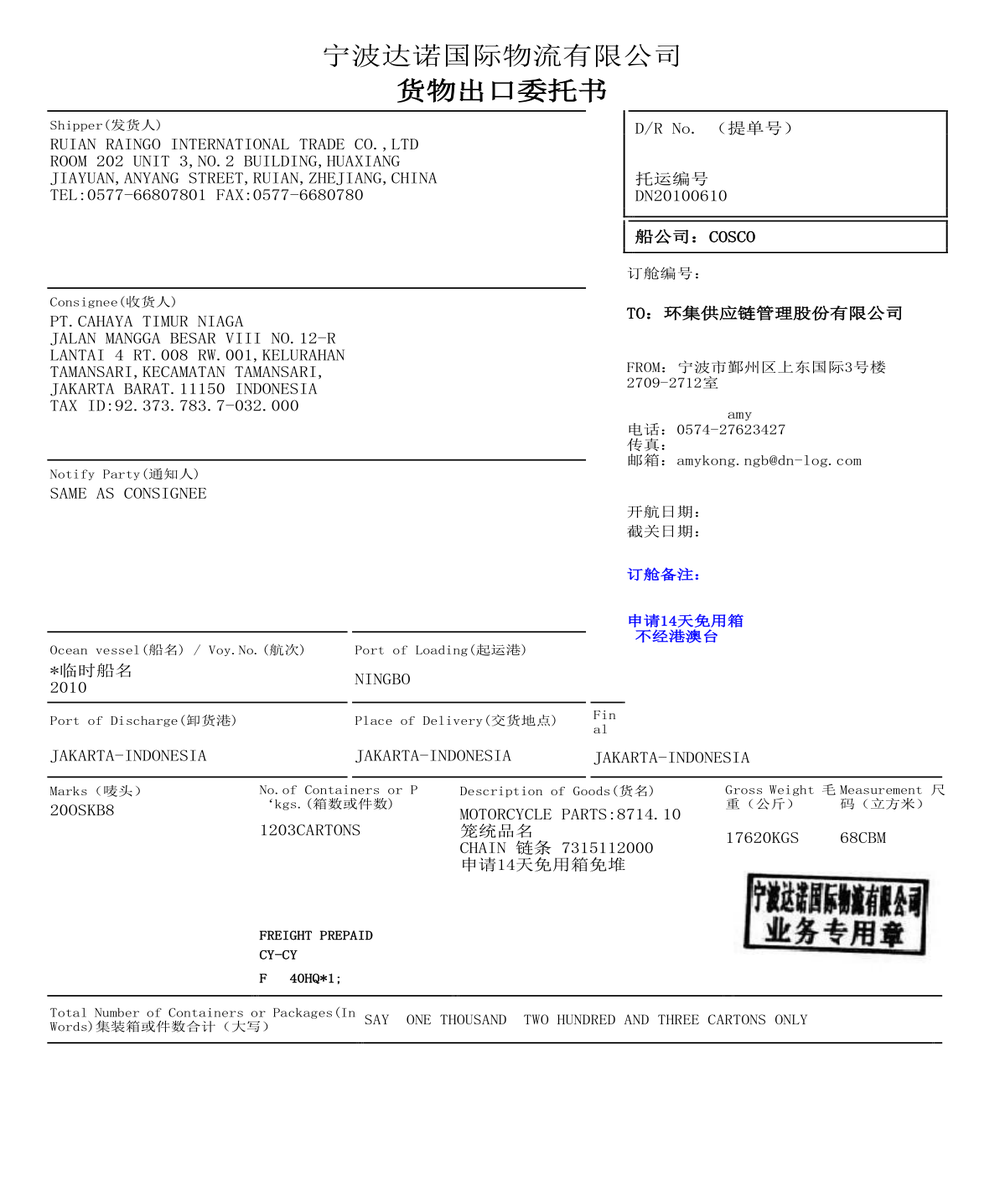 宁波达诺国际物流有限公司
货物出口委托书
Shipper(发货人)
RUIAN RAINGO INTERNATIONAL TRADE CO.,LTD
ROOM 202 UNIT 3,NO.2 BUILDING,HUAXIANG
JIAYUAN,ANYANG STREET,RUIAN,ZHEJIANG,CHINA
TEL:0577-66807801 FAX:0577-6680780
D/R No. （提单号）
托运编号
DN20100610
船公司：COSCO
订舱编号：
TO：环集供应链管理股份有限公司
FROM：宁波市鄞州区上东国际3号楼
2709-2712室
amy
电话：0574-27623427
传真：
邮箱：amykong.ngb@dn-log.com
开航日期：
截关日期：
订舱备注：
申请14天免用箱
不经港澳台
Consignee(收货人)
PT.CAHAYA TIMUR NIAGA
JALAN MANGGA BESAR VIII NO.12-R
LANTAI 4 RT.008 RW.001,KELURAHAN
TAMANSARI,KECAMATAN TAMANSARI,
JAKARTA BARAT.11150 INDONESIA
TAX ID:92.373.783.7-032.000
Notify Party(通知人)
SAME AS CONSIGNEE
Ocean vessel(船名) / Voy.No.(航次)
*临时船名
2010
Port of Loading(起运港)
NINGBO
Port of Discharge(卸货港)
JAKARTA-INDONESIA
Place of Delivery(交货地点)
JAKARTA-INDONESIA
Fin
al
JAKARTA-INDONESIA
Marks（唛头）
200SKB8
No.of Containers or P
‘kgs.(箱数或件数)
1203CARTONS
Description of Goods(货名)
MOTORCYCLE PARTS:8714.10
笼统品名
CHAIN 链条 7315112000
申请14天免用箱免堆
Gross Weight 毛
重（公斤）
17620KGS
Measurement 尺
码（立方米）
68CBM
宁波达诺国际物流有限公司
业务专用章
FREIGHT PREPAID
CY-CY
F 40HQ*1;
Total Number of Containers or Packages(In
Words)集装箱或件数合计（大写）
SAY ONE THOUSAND TWO HUNDRED AND THREE CARTONS ONLY